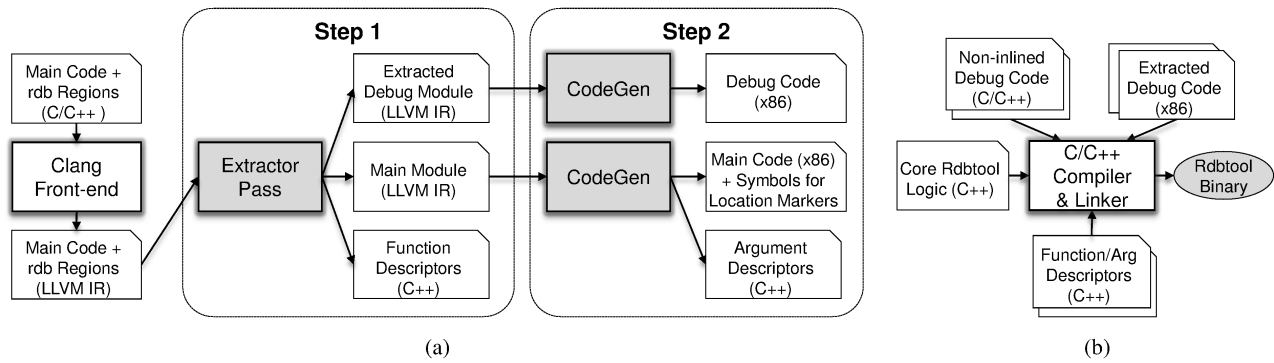 Step 1
Step 2
Main Code +
rdb Regions
(C/C++ )
Clang
Front-end
Main Code +
rdb Regions
(LLVM IR)
Extractor
Pass
Extracted
Debug Module
(LLVM IR)
Main Module
(LLVM IR)
Function
Descriptors
(C++)
CodeGen
CodeGen
Debug Code
(x86)
Main Code (x86)
+ Symbols for
Location Markers
Argument
Descriptors
(C++)
(a)
Non-inlined
Debug Code
(C/C++)
Extracted
Debug Code
(x86)
Core Rdbtool
Logic (C++)
C/C++
Compiler
& Linker
Rdbtool
Binary
Function/Arg
Descriptors
(C++)
(b)